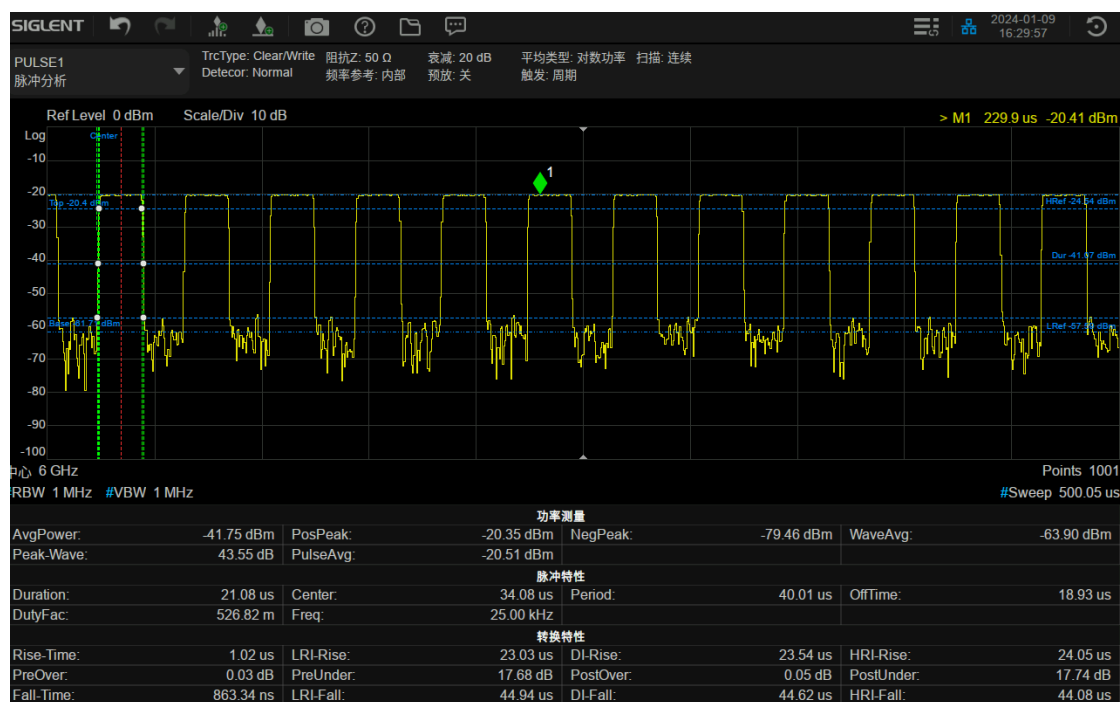 SIGLENT
2024-01-09
16:29:57
PULSE1
脉冲分析
TrcType: Clear/Write 阻抗Z: 50 Ω 衰减: 20 dB 平均类型: 对数功率 扫描: 连续
Detecor: Normal 频率参考: 内部 预放: 关 触发: 周期
Ref Level 0 dBm Scale/Div 10 dB > M1 229.9 us -20.41 dBm
Log
Center
1
-10
-20
Top -20.4 dBm HRef -24.54 dBm
-30
-40
Dur -41.07 dBm
-50
-60
LRef -57.59 dBm
-70
-80
-90
-100
中心 6 GHz Points 1001
#RBW 1 MHz #VBW 1 MHz #Sweep 500.05 us
功率测量
AvgPower: -41.75 dBm PosPeak: -20.35 dBm NegPeak: -79.46 dBm WaveAvg: -63.90 dBm
Peak-Wave: 43.55 dB PulseAvg: -20.51 dBm
脉冲特性
Duration: 21.08 us Center: 34.08 us Period: 40.01 us OffTime: 18.93 us
DutyFac: 526.82 m Freq: 25.00 kHz
转换特性
Rise-Time: 1.02 us LRI-Rise: 23.03 us DI-Rise: 23.54 us HRI-Rise: 24.05 us
PreOver: 0.03 dB PreUnder: 17.68 dB PostOver: 0.05 dB PostUnder: 17.74 dB
Fall-Time: 863.34 ns LRI-Fall: 44.94 us DI-Fall: 44.62 us HRI-Fall: 44.08 us